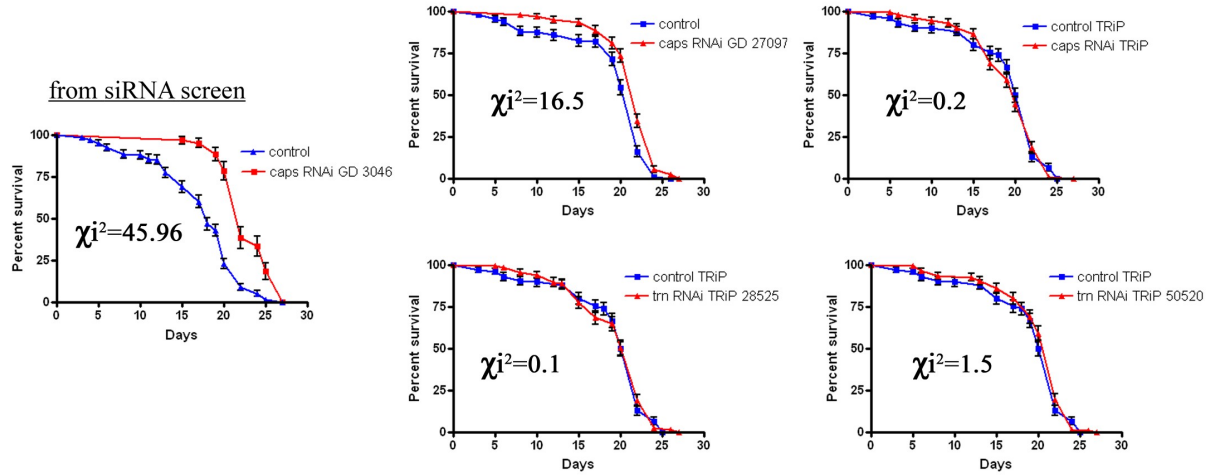 from siRNA screen
Percent survival
100
75
50
25
0
0 5 10 15 20 25 30
Days
control
caps RNAi GD 3046
χi²=45.96
Percent survival
100
75
50
25
0
0 5 10 15 20 25 30
Days
control
caps RNAi GD 27097
χi²=16.5
Percent survival
100
75
50
25
0
0 5 10 15 20 25 30
Days
control TRiP
caps RNAi TRiP
χi²=0.2
Percent survival
100
75
50
25
0
0 5 10 15 20 25 30
Days
control TRiP
trn RNAi TRiP 28525
χi²=0.1
Percent survival
100
75
50
25
0
0 5 10 15 20 25 30
Days
control TRiP
trn RNAi TRiP 50520
χi²=1.5